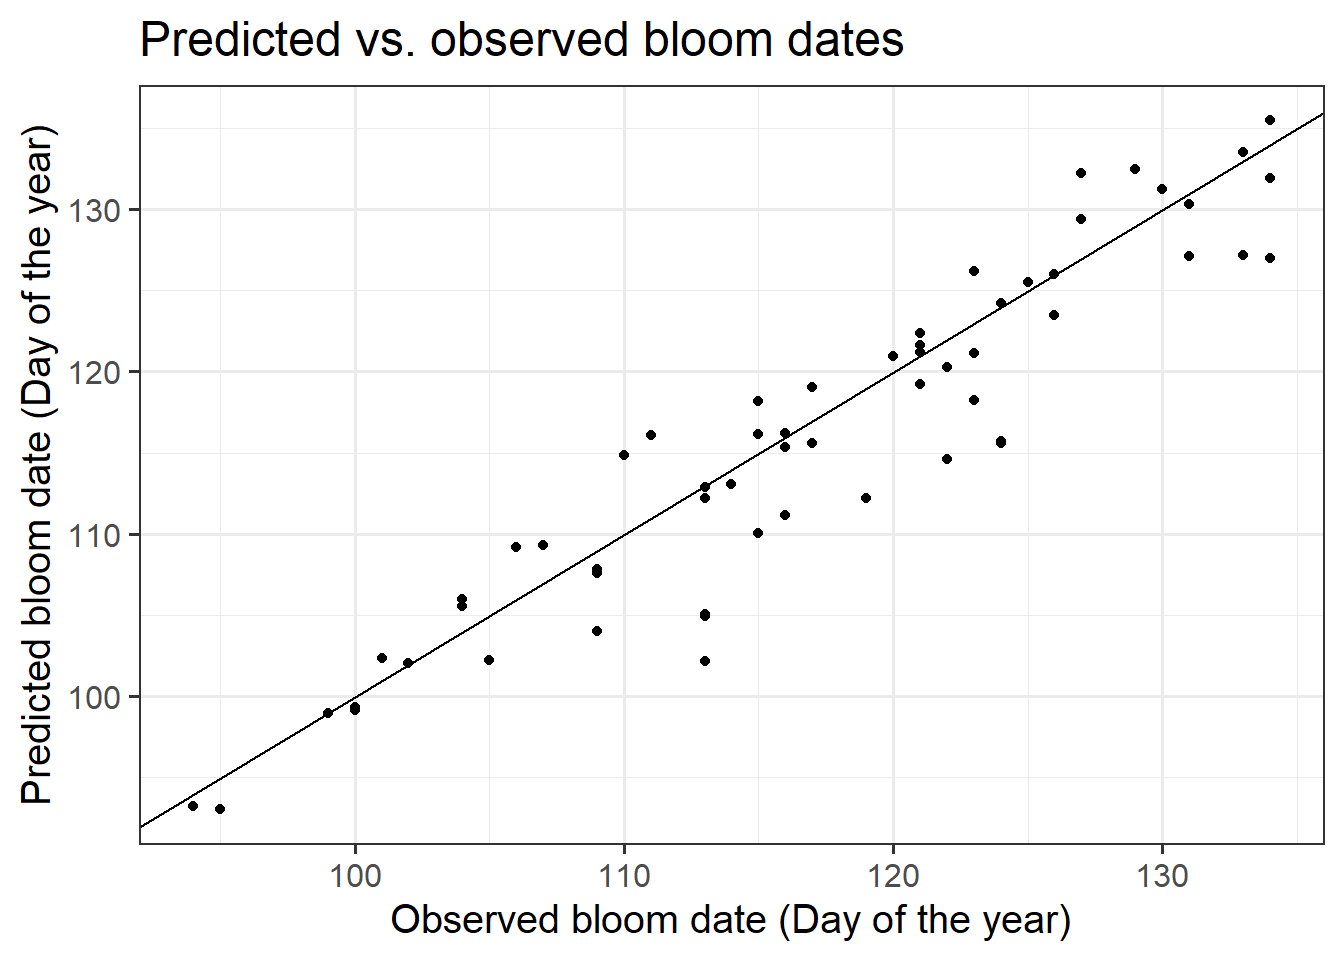 Predicted vs. observed bloom dates
Predicted bloom date (Day of the year)
130
120
110
100
100 110 120 130
Observed bloom date (Day of the year)